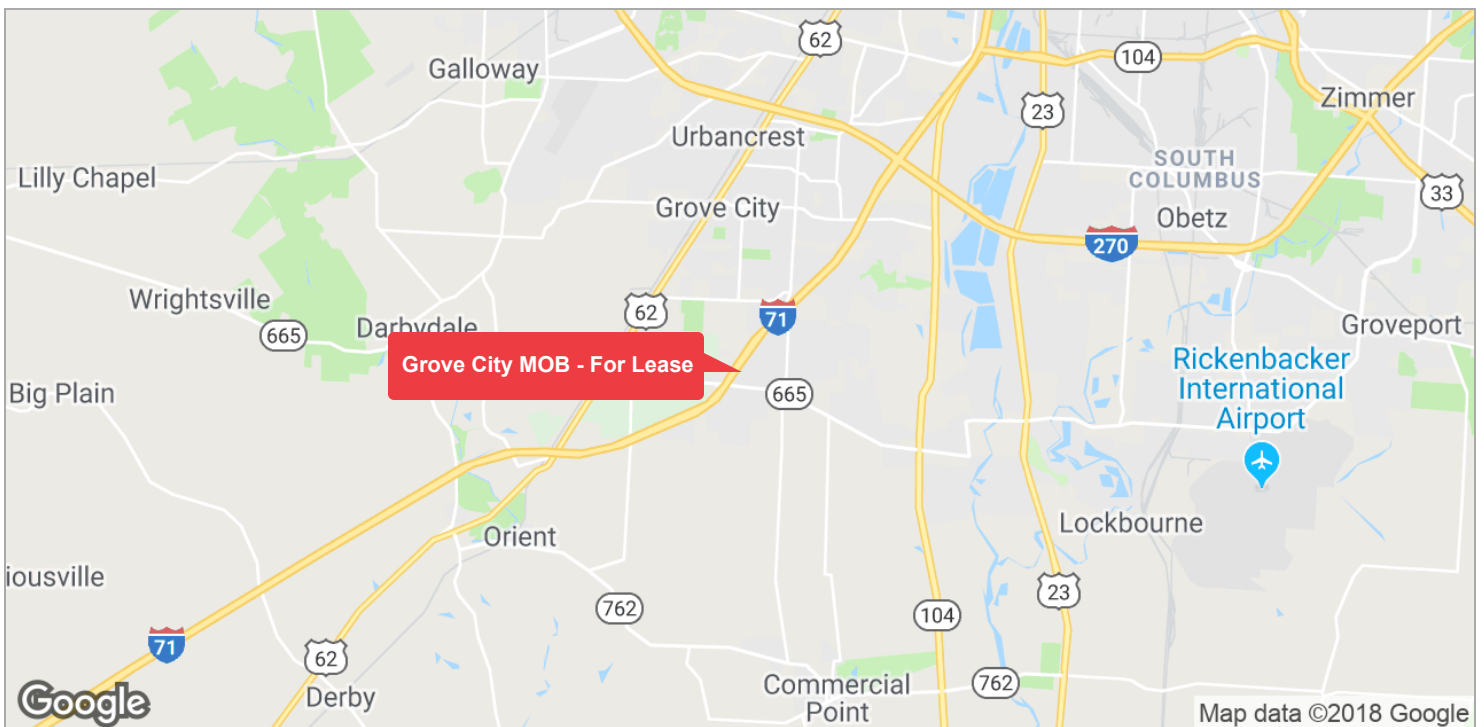 62
104
Galloway
Zimmer
23
Urbancrest
SOUTH
COLUMBUS
Lilly Chapel
33
Grove City
Obetz
270
Wrightsville
62
71
665
Darbydale
Groveport
Grove City MOB - For Lease
Rickenbacker
International
Airport
Big Plain
665
Lockbourne
Orient
iousville
762
23
104
71
62
762
Commercial
Point
Derby
Google
Map data ©2018 Google